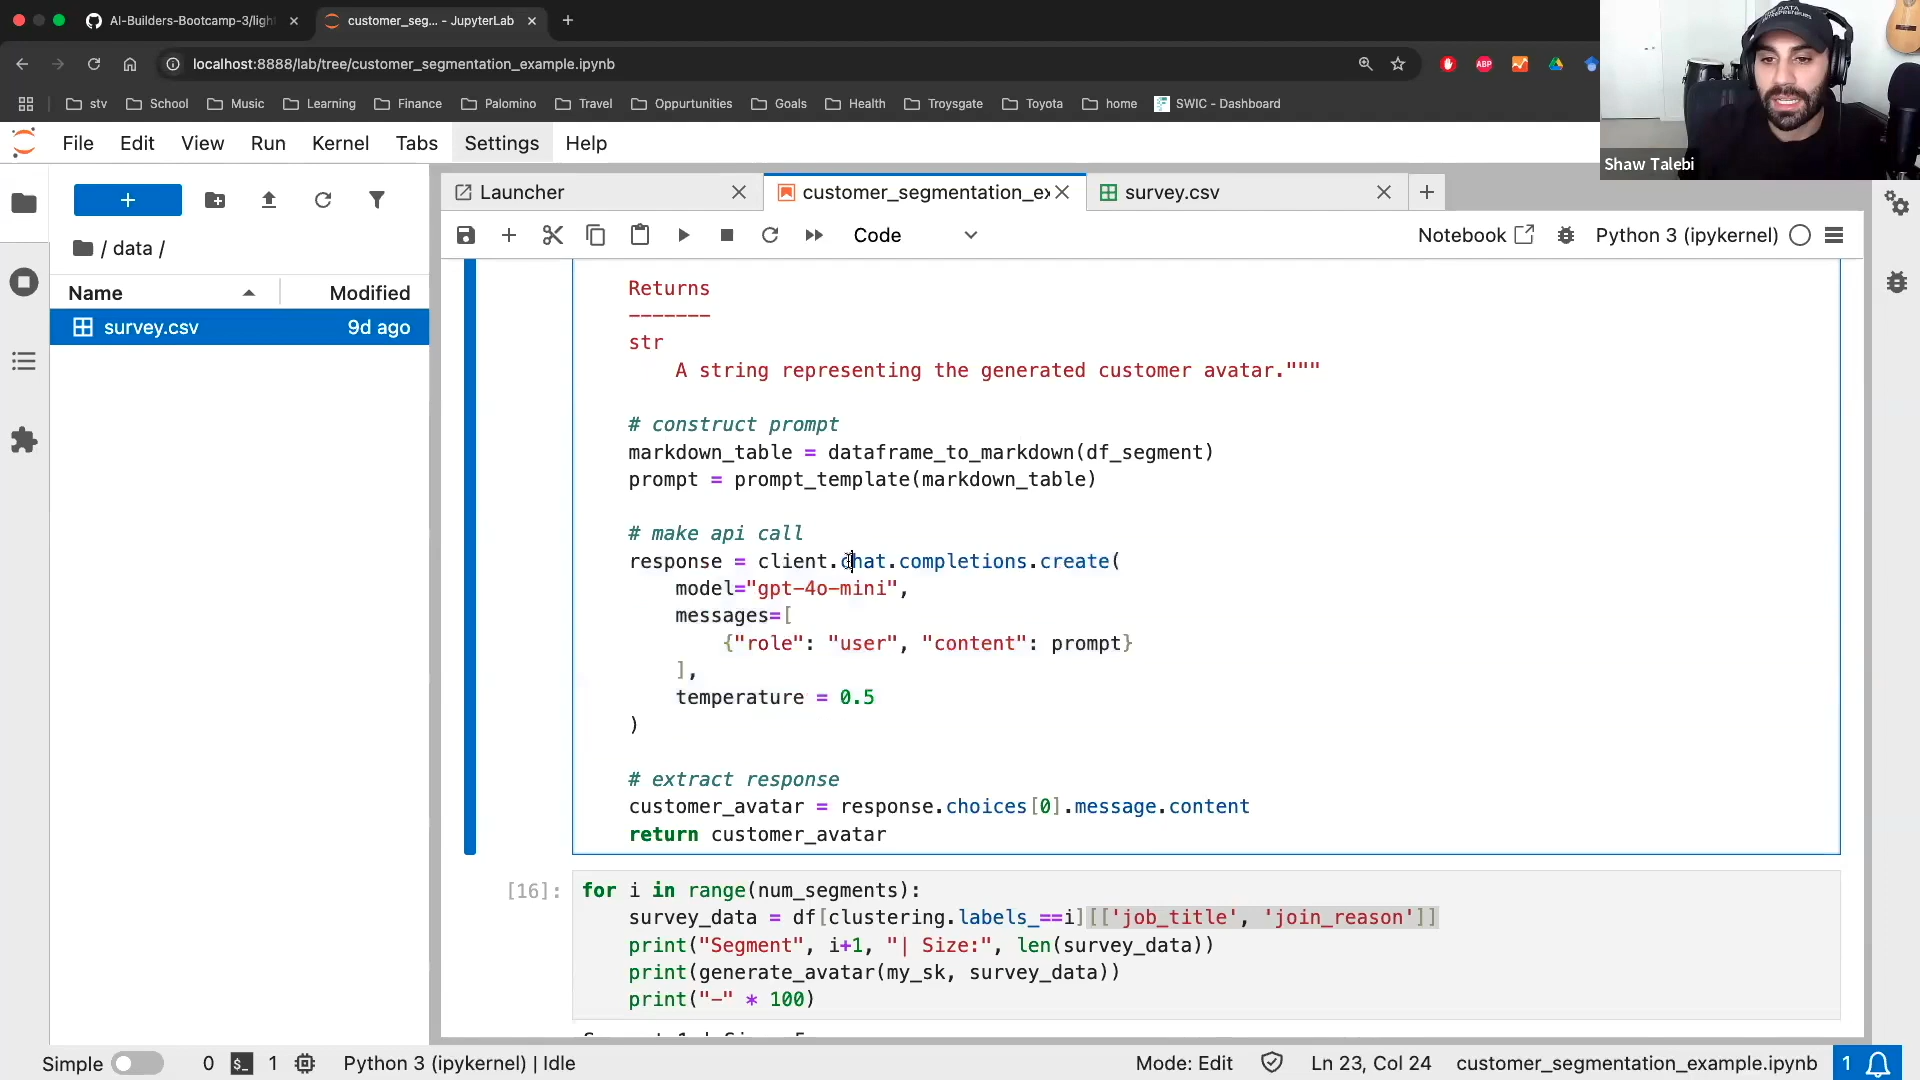 AI-Builders-Bootcamp-3/ligh
customer_seg... - JupyterLab
localhost:8888/lab/tree/customer_segmentation_example.ipynb
ABP
stv
School
Music
Learning
Finance
Palomino
Travel
Oppurtunities
Goals
Health
Troysgate
Toyota
home
SWIC - Dashboard
Shaw Talebi
File
Edit
View
Run
Kernel
Tabs
Settings
Help
/ data /
Name
Modified
survey.csv
9d ago
Launcher
customer_segmentation_ex
survey.csv
Code
Notebook
Python 3 (ipykernel)
Returns
-------
str
A string representing the generated customer avatar."""
# construct prompt
markdown_table = dataframe_to_markdown(df_segment)
prompt = prompt_template(markdown_table)
# make api call
response = client.chat.completions.create(
model="gpt-4o-mini",
messages=[
{"role": "user", "content": prompt}
],
temperature = 0.5
)
# extract response
customer_avatar = response.choices[0].message.content
return customer_avatar
[16]:
for i in range(num_segments):
survey_data = df[clustering.labels_==i][['job_title', 'join_reason']]
print("Segment", i+1, "| Size:", len(survey_data))
print(generate_avatar(my_sk, survey_data))
print("-" * 100)
Simple
0
1
Python 3 (ipykernel) | Idle
Mode: Edit
Ln 23, Col 24
customer_segmentation_example.ipynb
1